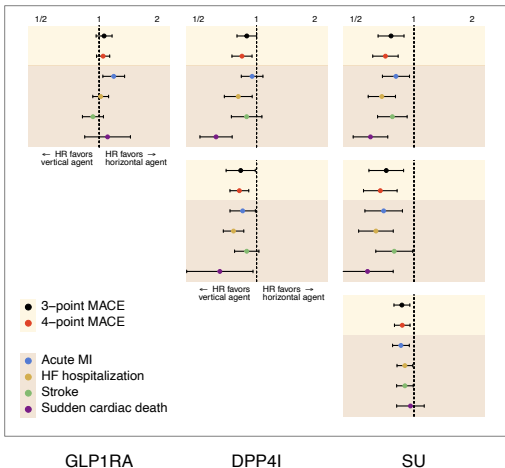 1/2 1 2 1/2 1 2 1/2 1 2
← HR favors HR favors →
vertical agent horizontal agent
← HR favors HR favors →
vertical agent horizontal agent
3−point MACE
4−point MACE
Acute MI
HF hospitalization
Stroke
Sudden cardiac death
GLP1RA DPP4I SU